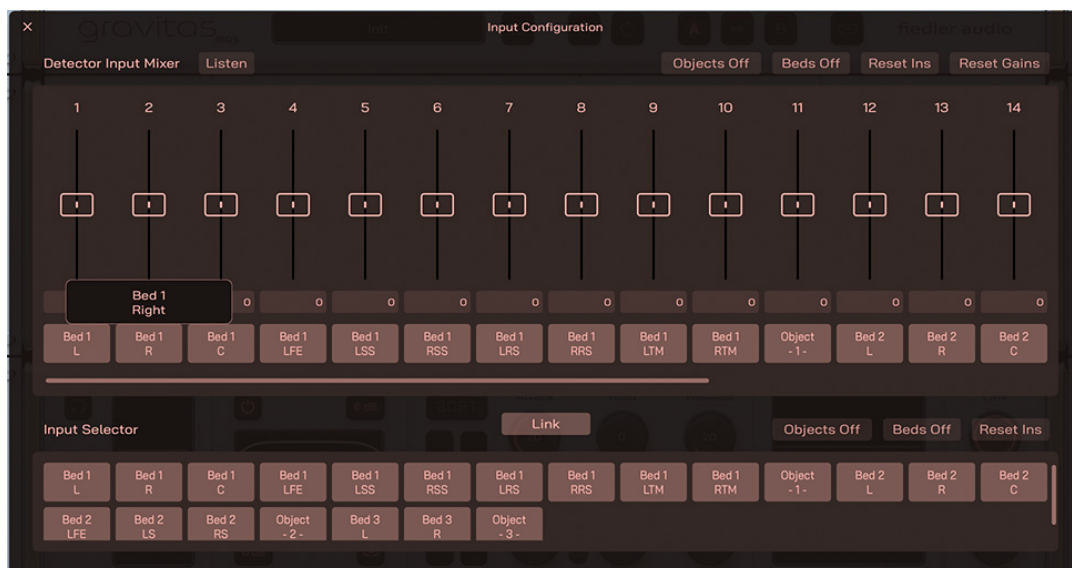 gravitas MDS
Init
fiedler audio
× Input Configuration
Detector Input Mixer Listen Objects Off Beds Off Reset Ins Reset Gains
1 2 3 4 5 6 7 8 9 10 11 12 13 14
Bed 1
Right
0 0 0 0 0 0 0 0 0 0 0 0
Bed 1 Bed 1 Bed 1 Bed 1 Bed 1 Bed 1 Bed 1 Bed 1 Bed 1 Bed 1 Object Bed 2 Bed 2 Bed 2
L R C LFE LSS RSS LRS RRS LTM RTM -1- L R C
Link
Input Selector Objects Off Beds Off Reset Ins
Bed 1 Bed 1 Bed 1 Bed 1 Bed 1 Bed 1 Bed 1 Bed 1 Bed 1 Bed 1 Object Bed 2 Bed 2 Bed 2
L R C LFE LSS RSS LRS RRS LTM RTM -1- L R C
Bed 2 Bed 2 Bed 2 Object Bed 3 Bed 3 Object
LFE LS RS -2- L R -3-